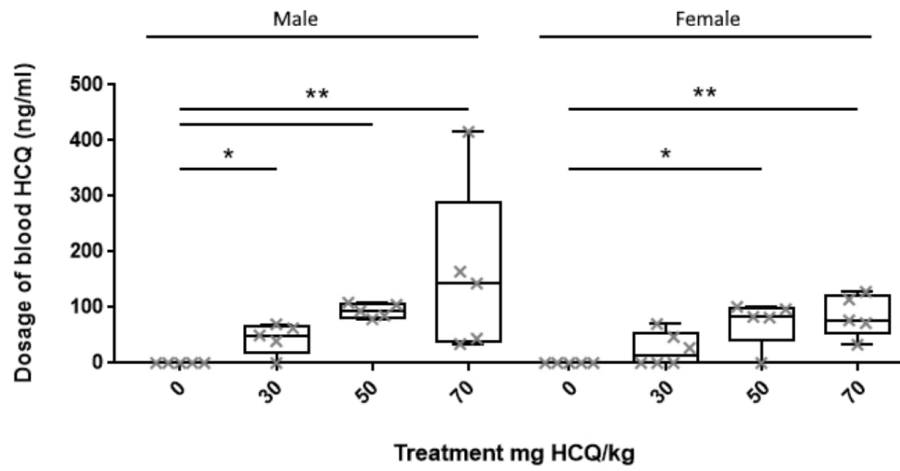 Male Female
Dosage of blood HCQ (ng/ml)
500
400
300
200
100
0
**
*
**
*
0 30 50 70 0 30 50 70
Treatment mg HCQ/kg